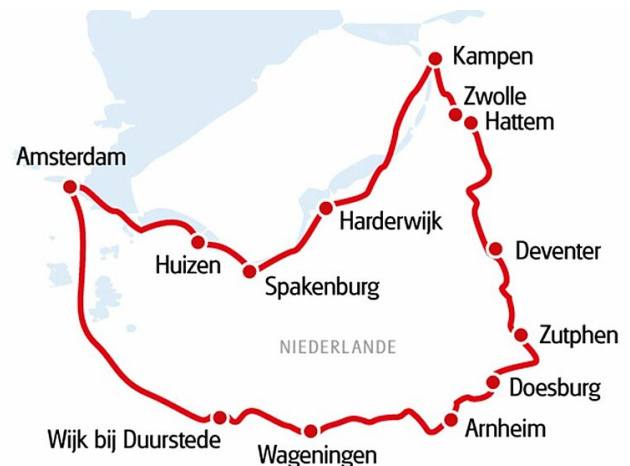 Kampen
Zwolle
Hattem
Amsterdam
Harderwijk
Huizen
Deventer
Spakenburg
Zutphen
NIEDERLANDE
Doesburg
Wijk bij Duurstede
Arnheim
Wageningen